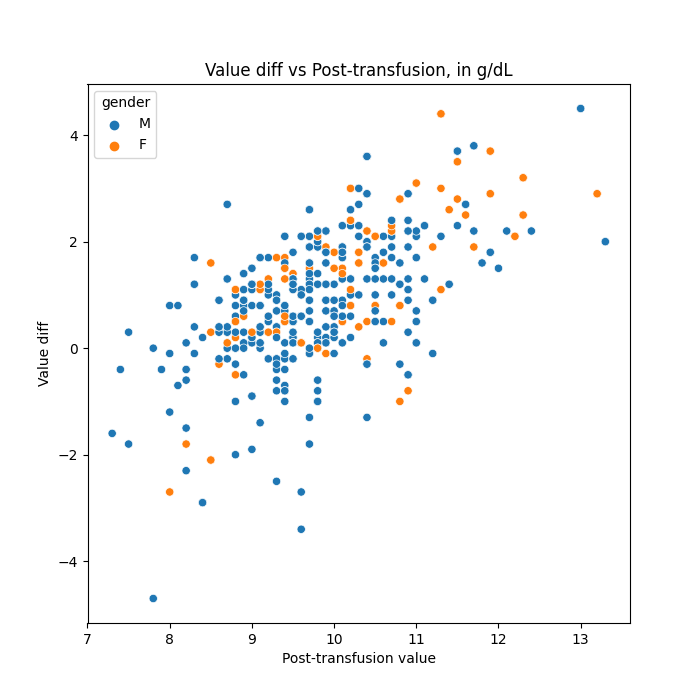 Value diff vs Post-transfusion, in g/dL
gender
M
F
4
2
0
−2
−4
Value diff
7 8 9 10 11 12 13
Post-transfusion value